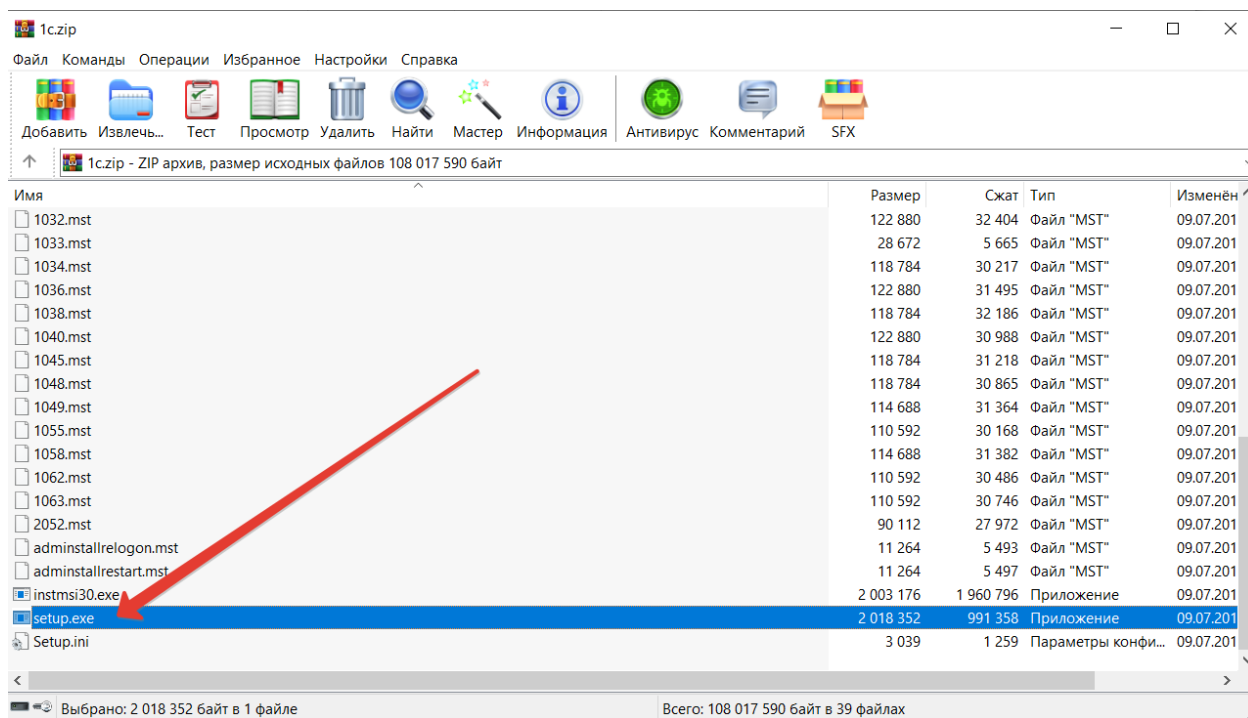 1c.zip
Файл Команды Операции Избранное Настройки Справка
Добавить Извлечь... Тест Просмотр Удалить Найти Мастер Информация Антивирус Комментарий SFX
1c.zip - ZIP архив, размер исходных файлов 108 017 590 байт
Имя Размер Сжат Тип Изменён
1032.mst 122 880 32 404 Файл "MST" 09.07.201
1033.mst 28 672 5 665 Файл "MST" 09.07.201
1034.mst 118 784 30 217 Файл "MST" 09.07.201
1036.mst 122 880 31 495 Файл "MST" 09.07.201
1038.mst 118 784 32 186 Файл "MST" 09.07.201
1040.mst 122 880 30 988 Файл "MST" 09.07.201
1045.mst 118 784 31 218 Файл "MST" 09.07.201
1048.mst 118 784 30 865 Файл "MST" 09.07.201
1049.mst 114 688 31 364 Файл "MST" 09.07.201
1055.mst 110 592 30 168 Файл "MST" 09.07.201
1058.mst 114 688 31 382 Файл "MST" 09.07.201
1062.mst 110 592 30 486 Файл "MST" 09.07.201
1063.mst 110 592 30 746 Файл "MST" 09.07.201
2052.mst 90 112 27 972 Файл "MST" 09.07.201
adminstallrelogon.mst 11 264 5 493 Файл "MST" 09.07.201
adminstallrestart.mst 11 264 5 497 Файл "MST" 09.07.201
instmsi30.exe 2 003 176 1 960 796 Приложение 09.07.201
setup.exe 2 018 352 991 358 Приложение 09.07.201
Setup.ini 3 039 1 259 Параметры конфи... 09.07.201
Выбрано: 2 018 352 байт в 1 файле Всего: 108 017 590 байт в 39 файлах